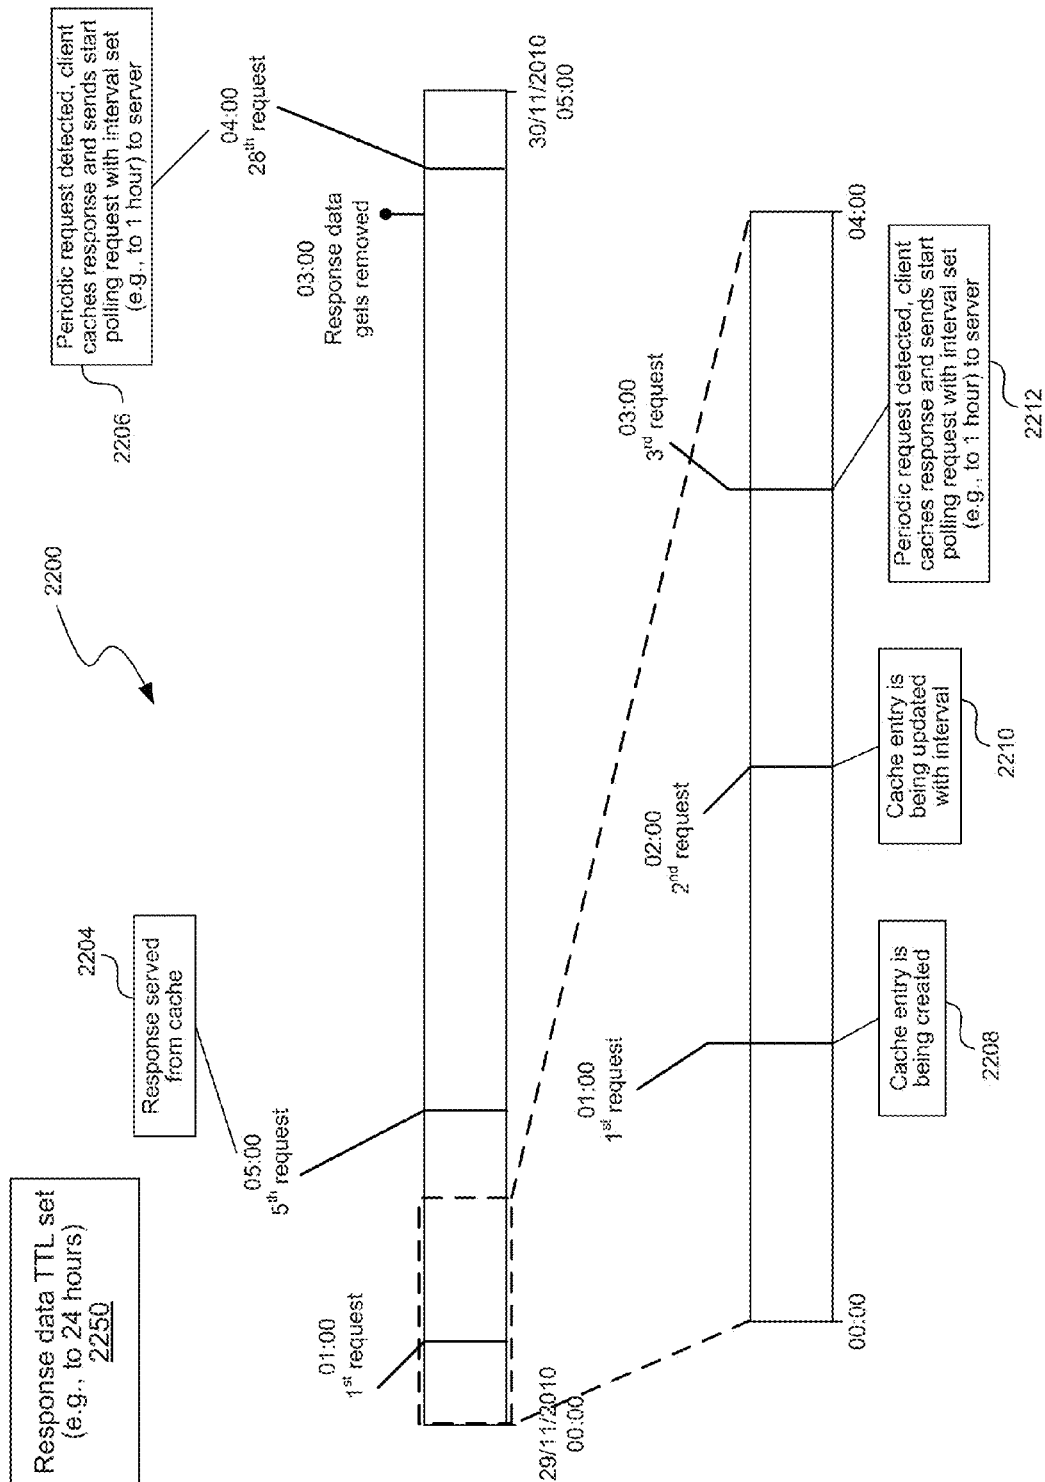 Response data TTL set
(e.g., to 24 hours)
2250
2204
Response served
from cache
2200
2206
Periodic request detected, client
caches response and sends start
polling request with interval set
(e.g., to 1 hour) to server
01:00
1st request
05:00
5th request
03:00
Response data
gets removed
04:00
28th request
29/11/2010
00:00
30/11/2010
05:00
01:00
1st request
02:00
2nd request
03:00
3rd request
00:00
04:00
Cache entry is
being created
2208
Cache entry is
being updated
with interval
2210
Periodic request detected, client
caches response and sends start
polling request with interval set
(e.g., to 1 hour) to server
2212